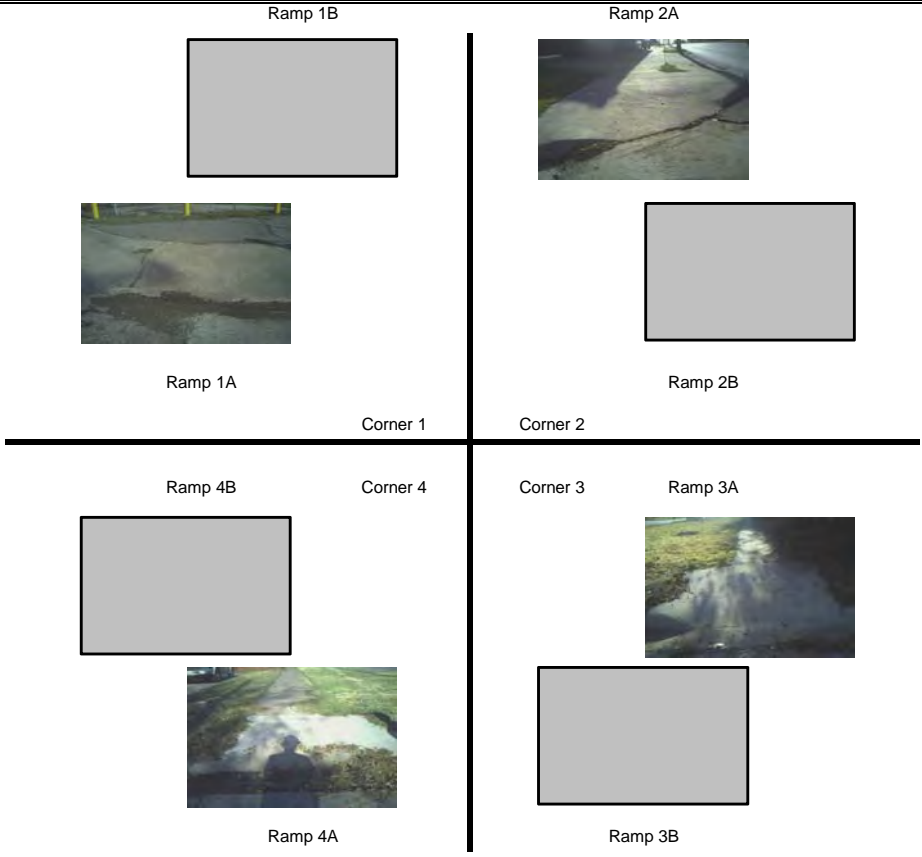 Ramp 1B
Ramp 2A
Ramp 1A
Ramp 2B
Corner 1
Corner 2
Ramp 4B
Corner 4
Corner 3
Ramp 3A
Ramp 4A
Ramp 3B